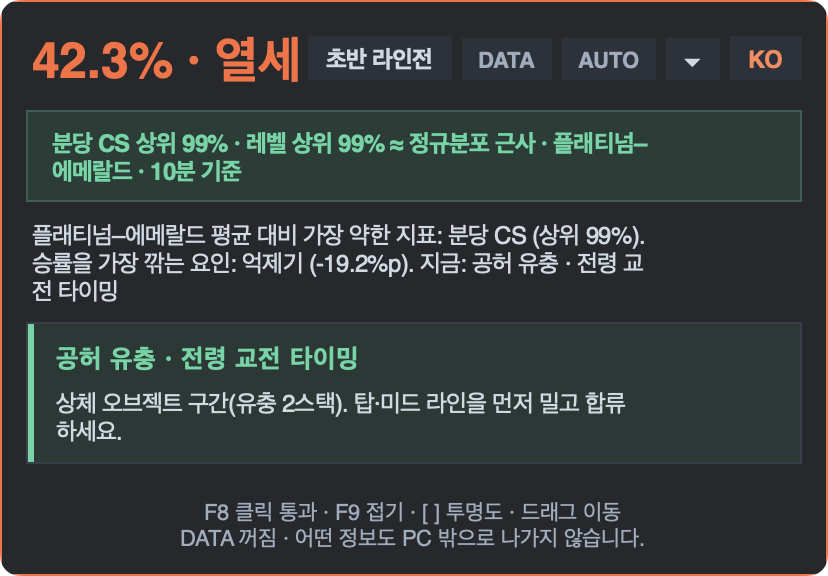 42.3% · 열세 초반 라인전 DATA AUTO KO
분당 CS 상위 99% · 레벨 상위 99% ≈ 정규분포 근사 · 플래티넘–
에메랄드 · 10분 기준
플래티넘–에메랄드 평균 대비 가장 약한 지표: 분당 CS (상위 99%).
승률을 가장 깎는 요인: 억제기 (-19.2%p). 지금: 공허 유충 · 전령 교
전 타이밍
공허 유충 · 전령 교전 타이밍
상체 오브젝트 구간(유충 2스택). 탑·미드 라인을 먼저 밀고 합류
하세요.
F8 클릭 통과 · F9 접기 · [ ] 투명도 · 드래그 이동
DATA 꺼짐 · 어떤 정보도 PC 밖으로 나가지 않습니다.